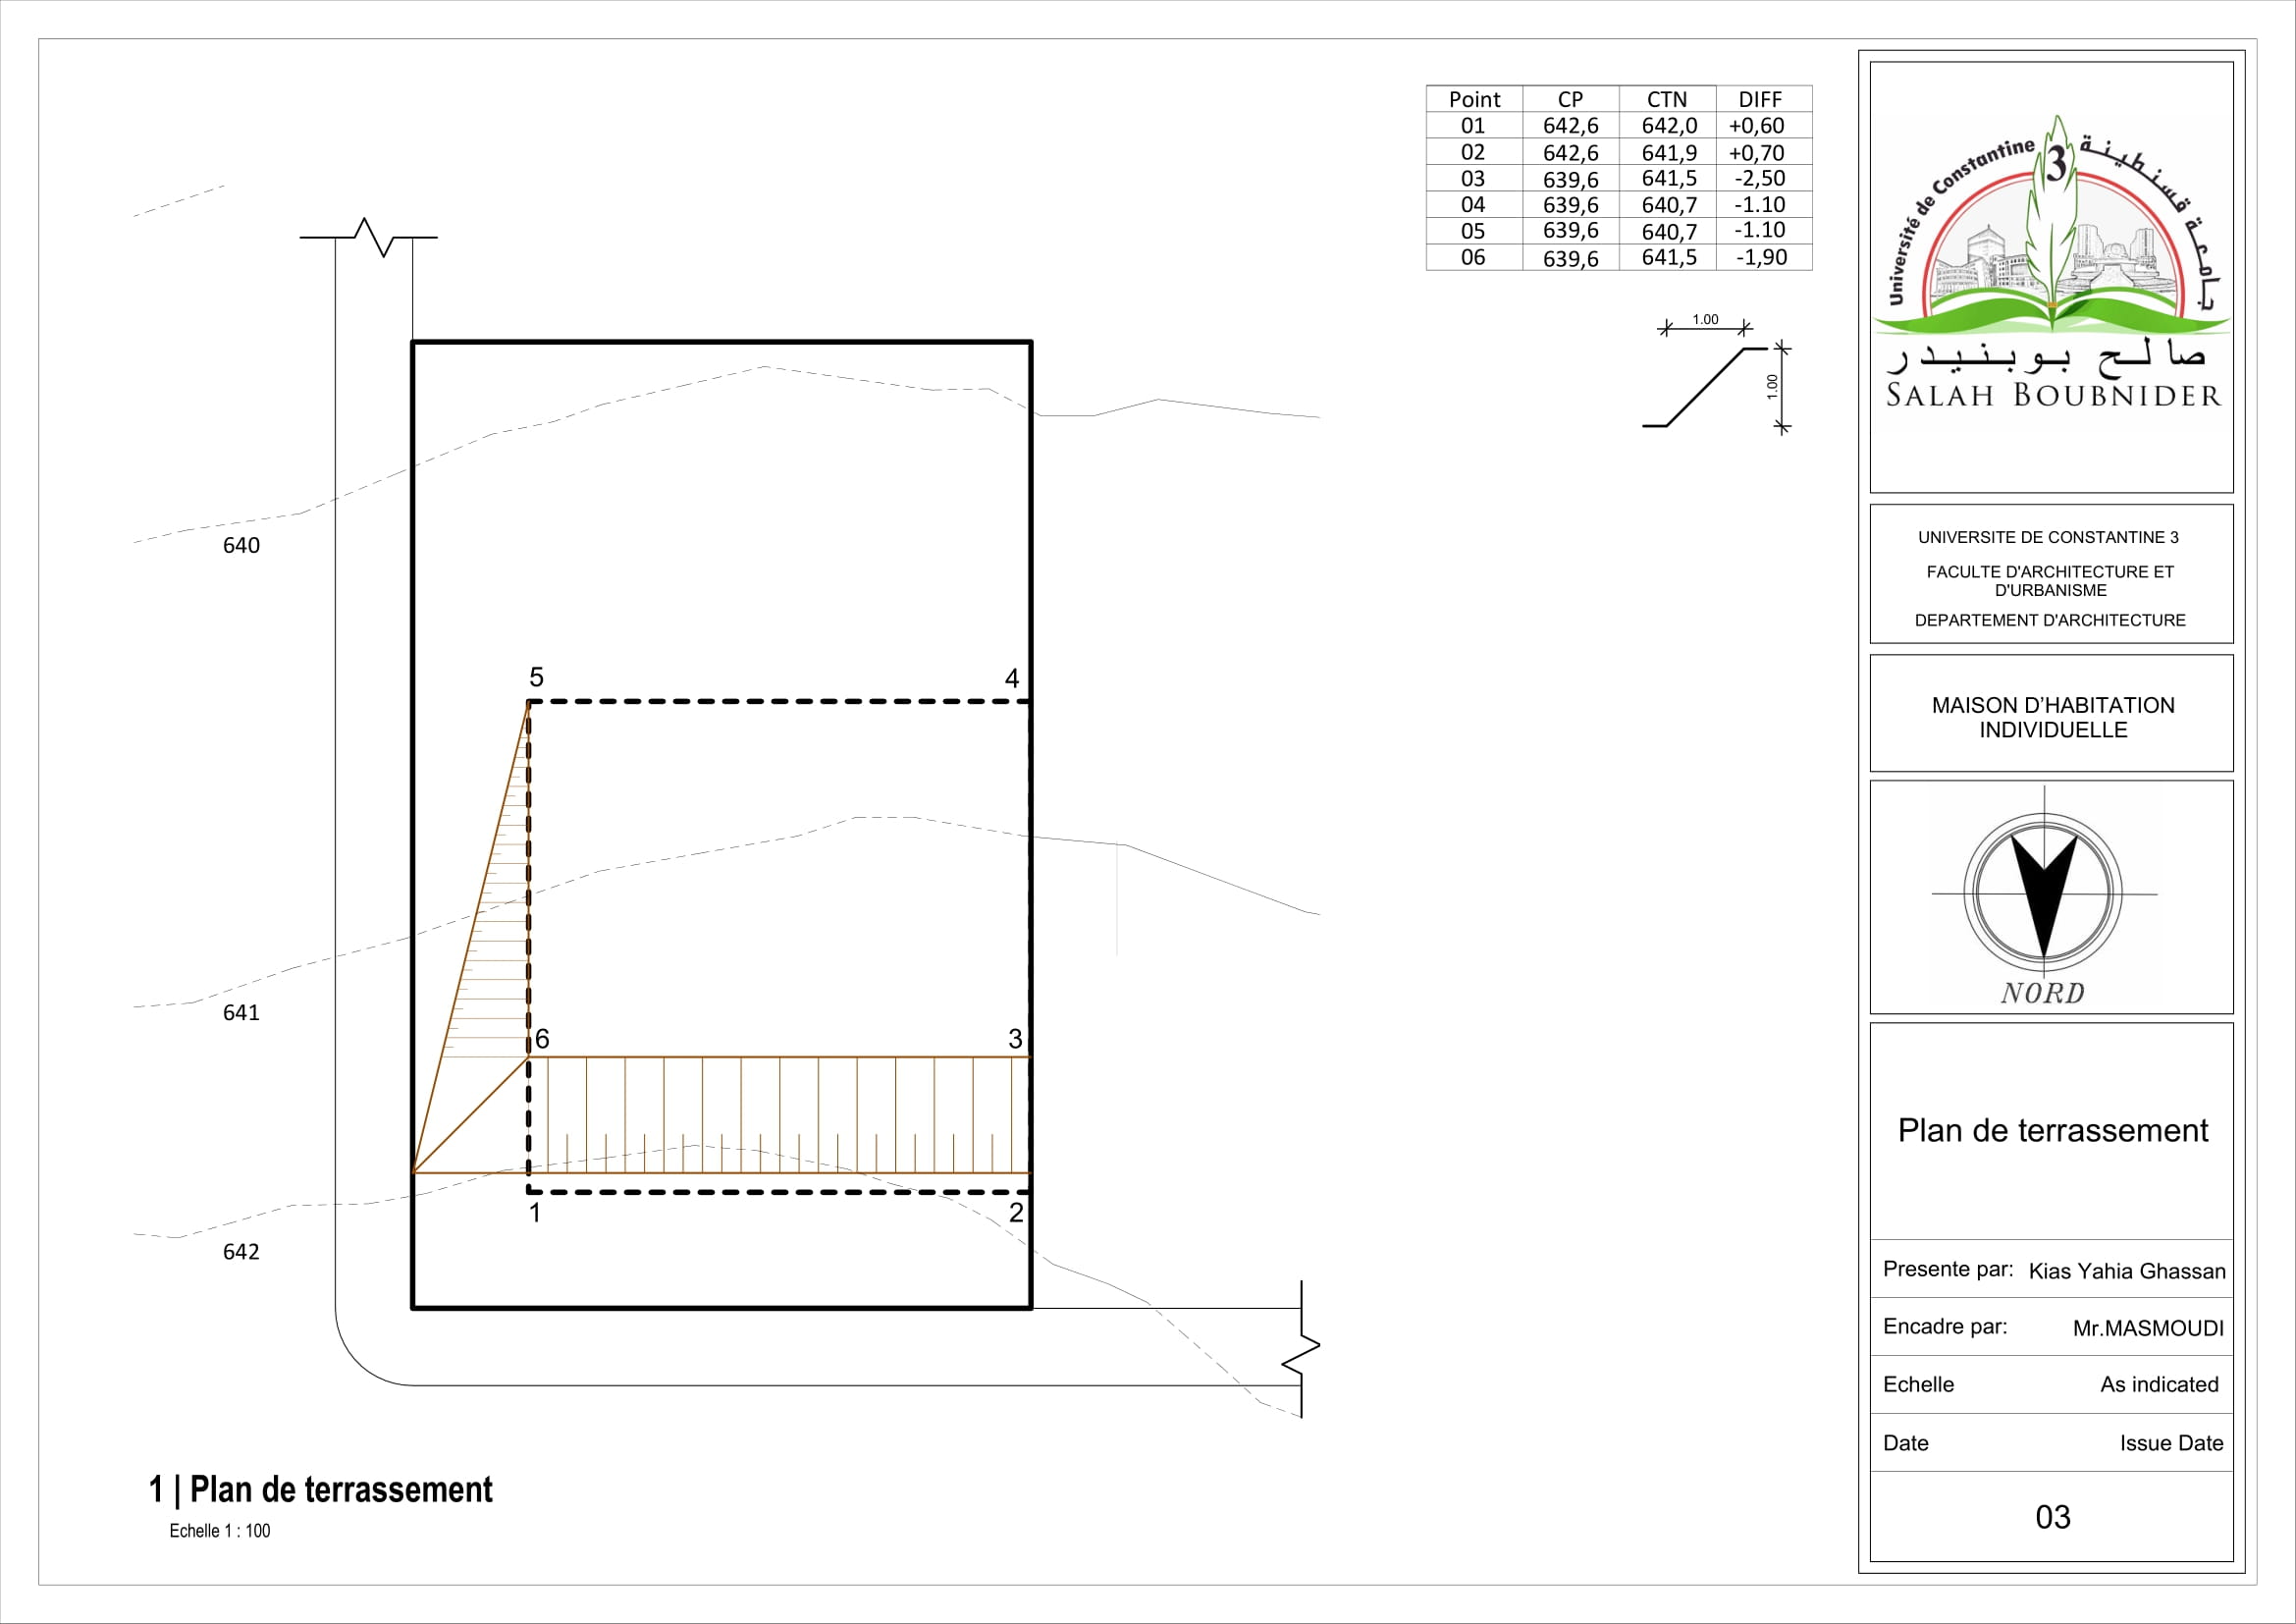 Point CP CTN DIFF
01 642,6 642,0 +0,60
02 642,6 641,9 +0,70
03 639,6 641,5 -2,50
04 639,6 640,7 -1.10
05 639,6 640,7 -1.10
06 639,6 641,5 -1,90
1.00
1.00
640
5 4
641
6 3
1 2
642
1 | Plan de terrassement
Echelle 1 : 100
Université de Constantine 3 جامعة قسنطينة
صالح بوبنيدر
SALAH BOUBNIDER
UNIVERSITE DE CONSTANTINE 3
FACULTE D'ARCHITECTURE ET
D'URBANISME
DEPARTEMENT D'ARCHITECTURE
MAISON D'HABITATION
INDIVIDUELLE
NORD
Plan de terrassement
Presente par: Kias Yahia Ghassan
Encadre par: Mr.MASMOUDI
Echelle As indicated
Date Issue Date
03